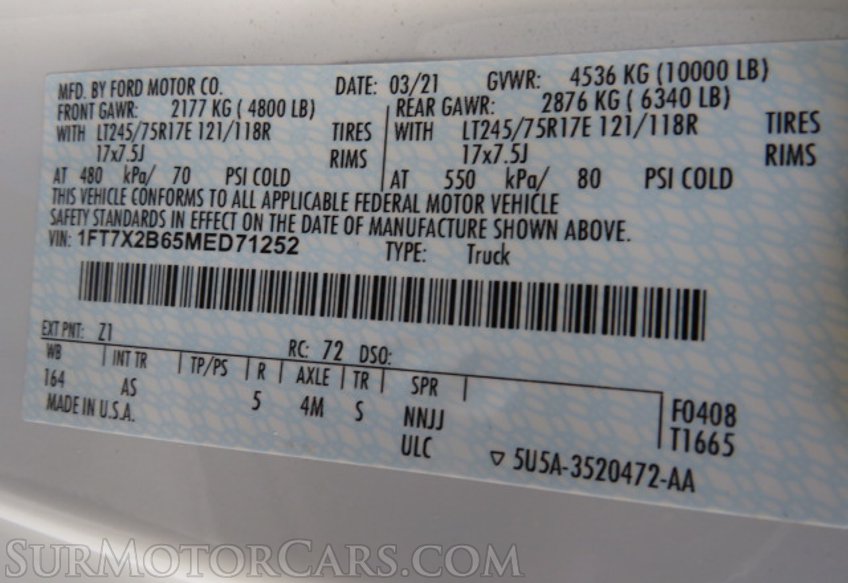 MFD. BY FORD MOTOR CO. DATE: 03/21 GVWR: 4536 KG (10000 LB)
FRONT GAWR: 2177 KG ( 4800 LB) REAR GAWR: 2876 KG ( 6340 LB)
WITH LT245/75R17E 121/118R TIRES WITH LT245/75R17E 121/118R TIRES
17x7.5J RIMS 17x7.5J RIMS
AT 480 kPa/ 70 PSI COLD AT 550 kPa/ 80 PSI COLD
THIS VEHICLE CONFORMS TO ALL APPLICABLE FEDERAL MOTOR VEHICLE
SAFETY STANDARDS IN EFFECT ON THE DATE OF MANUFACTURE SHOWN ABOVE.
VIN: 1FT7X2B65MED71252 TYPE: Truck
EXT PNT: Z1 RC: 72 DSO:
WB INT TR TP/PS R AXLE TR SPR
164 AS 5 4M S NNJJ F0408
MADE IN U.S.A. ULC T1665
5U5A-3520472-AA
SURMOTORCARS.COM